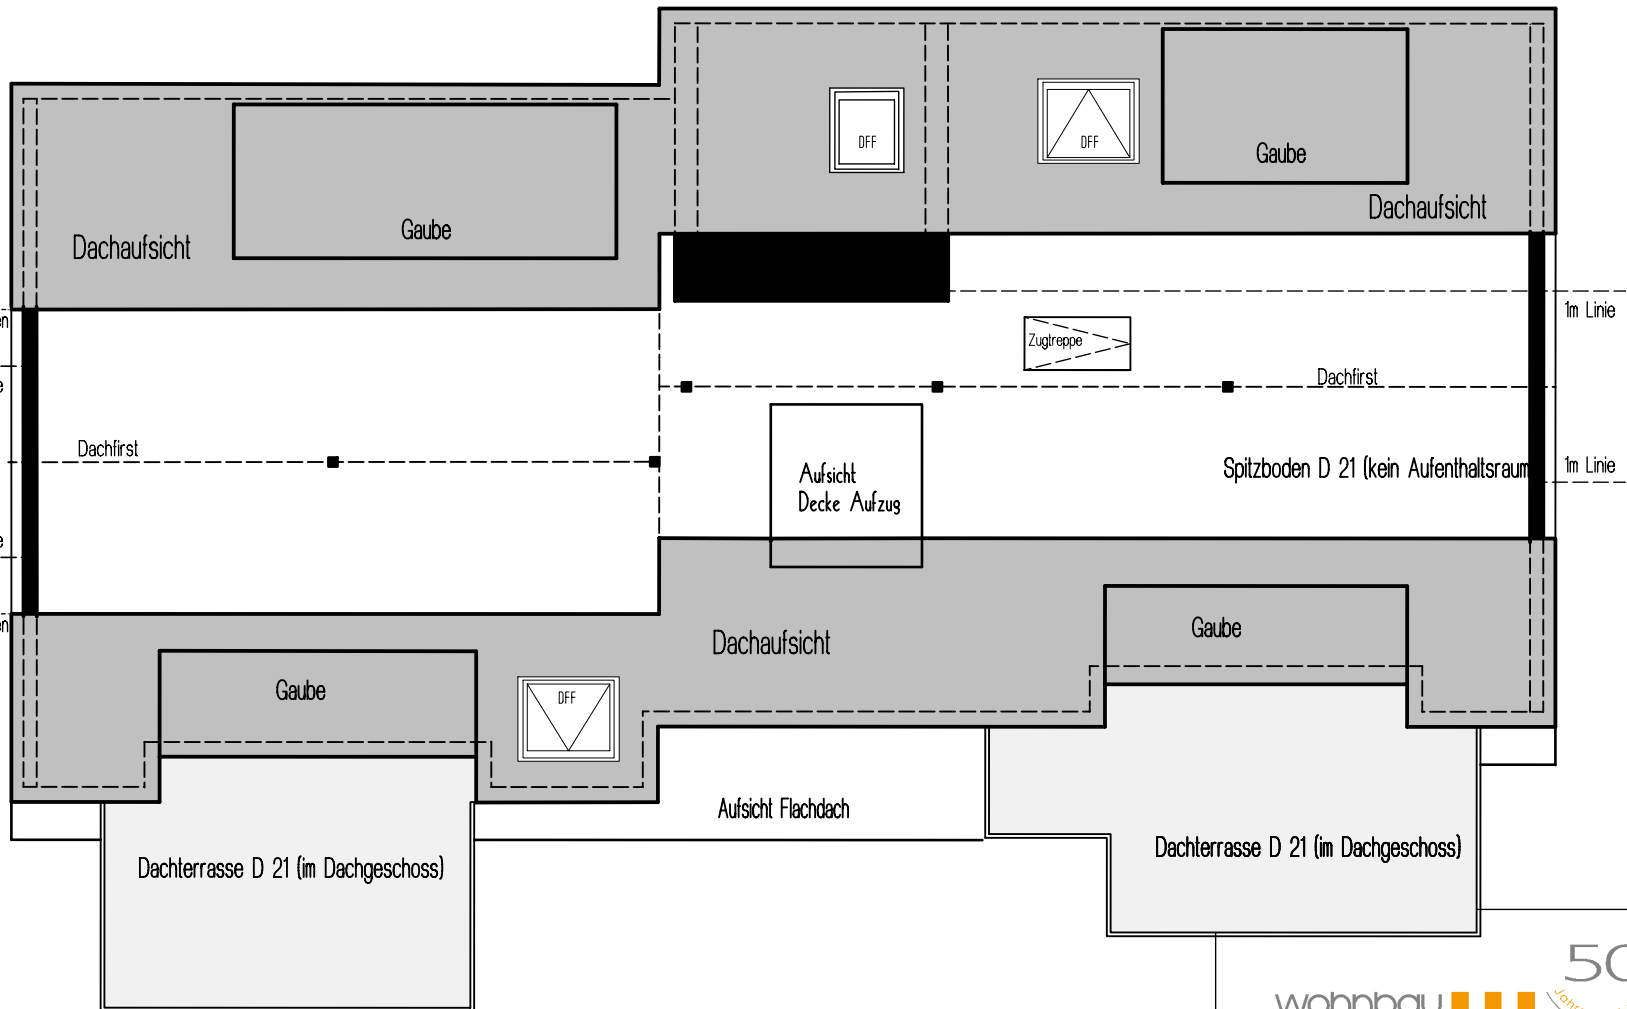 DFF
DFF
Gaube
Dachaufsicht
Gaube
Dachaufsicht
1m Linie
Zugtreppe
Dachfirst
Dachfirst
Aufsicht
Decke Aufzug
Spitzboden D 21 (kein Aufenthaltsraum
1m Linie
Gaube
Dachaufsicht
Gaube
DFF
Aufsicht Flachdach
Dachterrasse D 21 (im Dachgeschoss)
Dachterrasse D 21 (im Dachgeschoss)
50
wohnbau